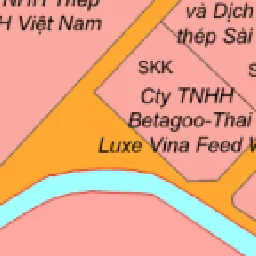 NHH Thép
H Việt Nam
và Dịch
thép Sài
SKK
S
Cty TNHH
Betagoo-Thai
Luxe Vina Feed W